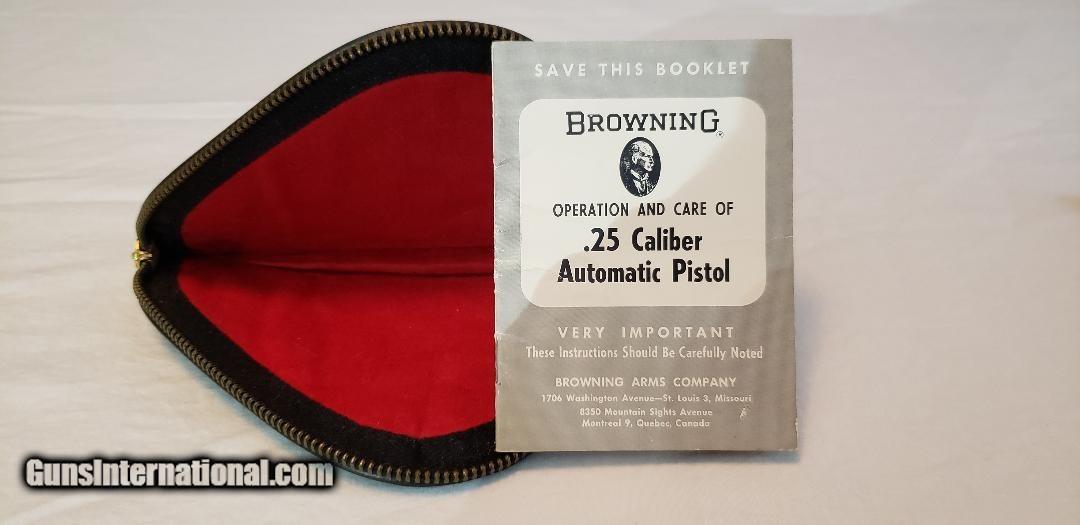 SAVE THIS BOOKLET
BROWNING®
OPERATION AND CARE OF
.25 Caliber
Automatic Pistol
VERY IMPORTANT
These Instructions Should Be Carefully Noted
BROWNING ARMS COMPANY
1706 Washington Avenue—St. Louis 3, Missouri
8350 Mountain Sights Avenue
Montreal 9, Quebec, Canada
GunsInternational.com